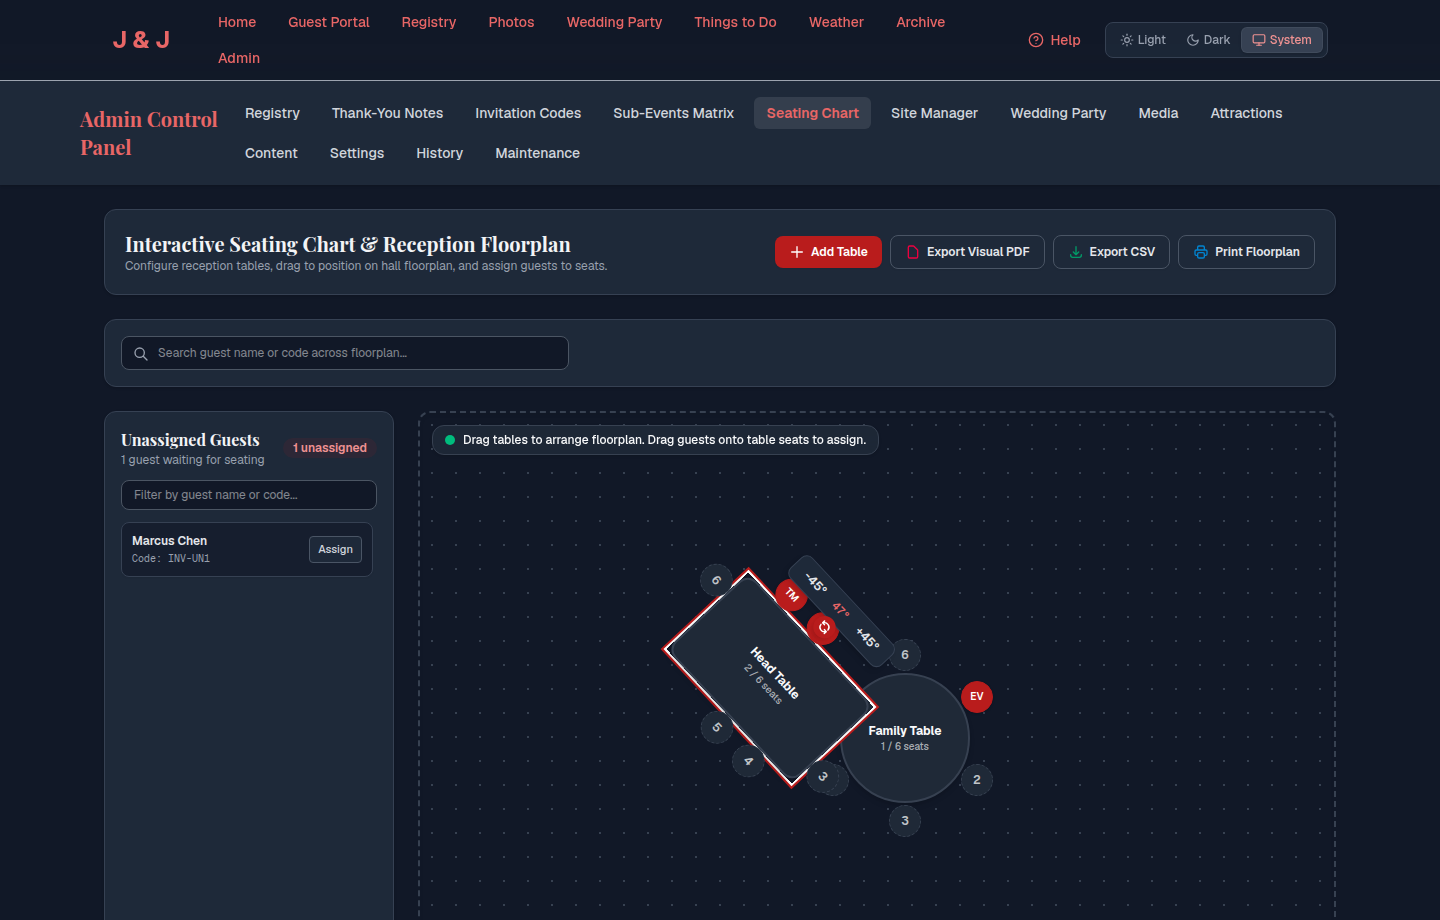 J & J
Home Guest Portal Registry Photos Wedding Party Things to Do Weather Archive
Admin
Help
Light Dark System
Admin Control
Panel
Registry Thank-You Notes Invitation Codes Sub-Events Matrix Seating Chart Site Manager Wedding Party Media Attractions
Content Settings History Maintenance
Interactive Seating Chart & Reception Floorplan
Configure reception tables, drag to position on hall floorplan, and assign guests to seats.
Add Table Export Visual PDF Export CSV Print Floorplan
Search guest name or code across floorplan...
Unassigned Guests
1 guest waiting for seating
1 unassigned
Filter by guest name or code...
Marcus Chen
Code: INV-UN1
Assign
Drag tables to arrange floorplan. Drag guests onto table seats to assign.
6
TM
-45°
47°
+45°
Head Table
2 / 6 seats
5
4
3
6
EV
Family Table
1 / 6 seats
2
3